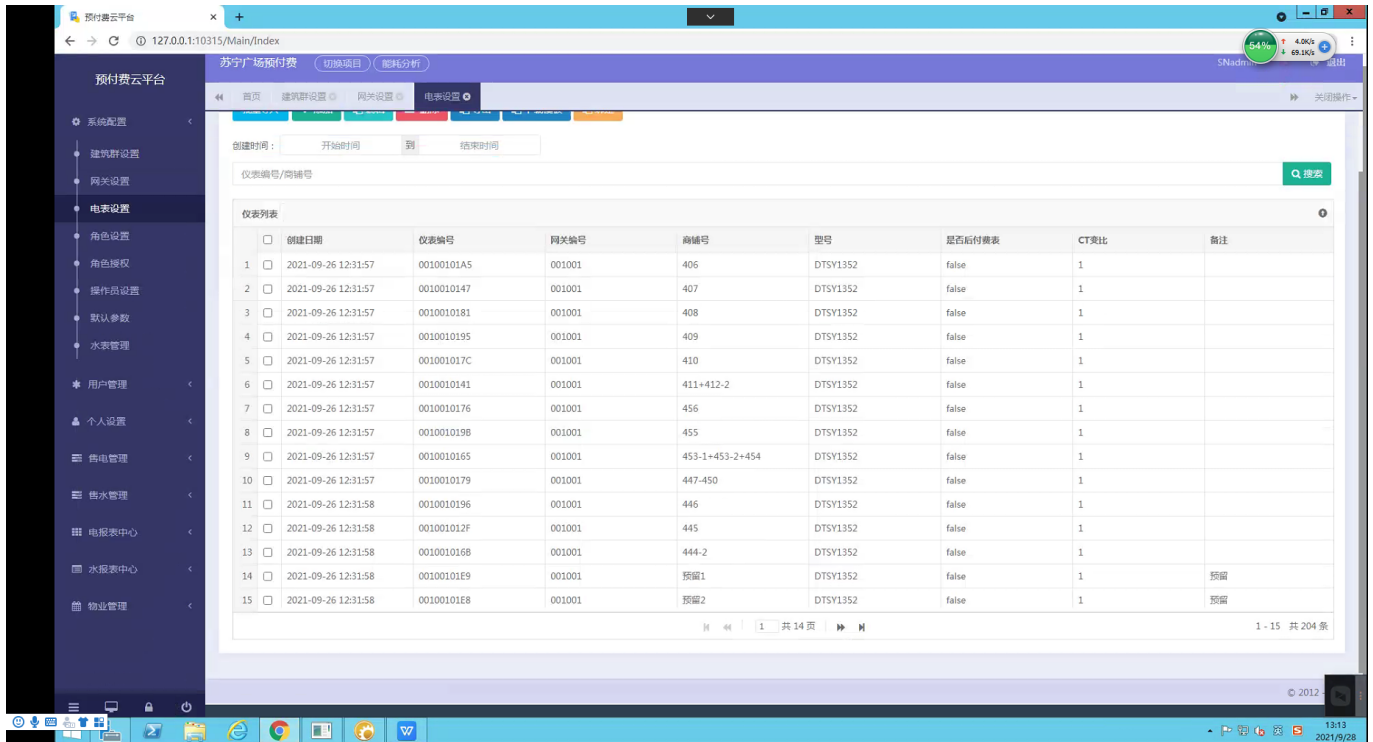 预付费云平台
127.0.0.1:10315/Main/Index
54% 4.0K/s
69.1K/s
预付费云平台
苏宁广场预付费 切换项目 能耗分析
首页 建筑群设置 网关设置 电表设置 关闭操作
系统配置
建筑群设置
网关设置
电表设置
角色设置
角色授权
操作员设置
默认参数
水表管理
用户管理
个人设置
售电管理
售水管理
电报表中心
水报表中心
物业管理
创建时间： 开始时间 到 结束时间
仪表编号/商铺号 搜索
仪表列表
创建日期 仪表编号 网关编号 商铺号 型号 是否后付费表 CT变比 备注
1 2021-09-26 12:31:57 00100101A5 001001 406 DTSY1352 false 1
2 2021-09-26 12:31:57 0010010147 001001 407 DTSY1352 false 1
3 2021-09-26 12:31:57 0010010181 001001 408 DTSY1352 false 1
4 2021-09-26 12:31:57 0010010195 001001 409 DTSY1352 false 1
5 2021-09-26 12:31:57 001001017C 001001 410 DTSY1352 false 1
6 2021-09-26 12:31:57 0010010141 001001 411+412-2 DTSY1352 false 1
7 2021-09-26 12:31:57 0010010176 001001 456 DTSY1352 false 1
8 2021-09-26 12:31:57 001001019B 001001 455 DTSY1352 false 1
9 2021-09-26 12:31:57 0010010165 001001 453-1+453-2+454 DTSY1352 false 1
10 2021-09-26 12:31:57 0010010179 001001 447-450 DTSY1352 false 1
11 2021-09-26 12:31:58 0010010196 001001 446 DTSY1352 false 1
12 2021-09-26 12:31:58 001001012F 001001 445 DTSY1352 false 1
13 2021-09-26 12:31:58 001001016B 001001 444-2 DTSY1352 false 1
14 2021-09-26 12:31:58 00100101E9 001001 预留1 DTSY1352 false 1 预留
15 2021-09-26 12:31:58 00100101E8 001001 预留2 DTSY1352 false 1 预留
1 共 14 页 1 - 15 共 204 条
© 2012
13:13
2021/9/28